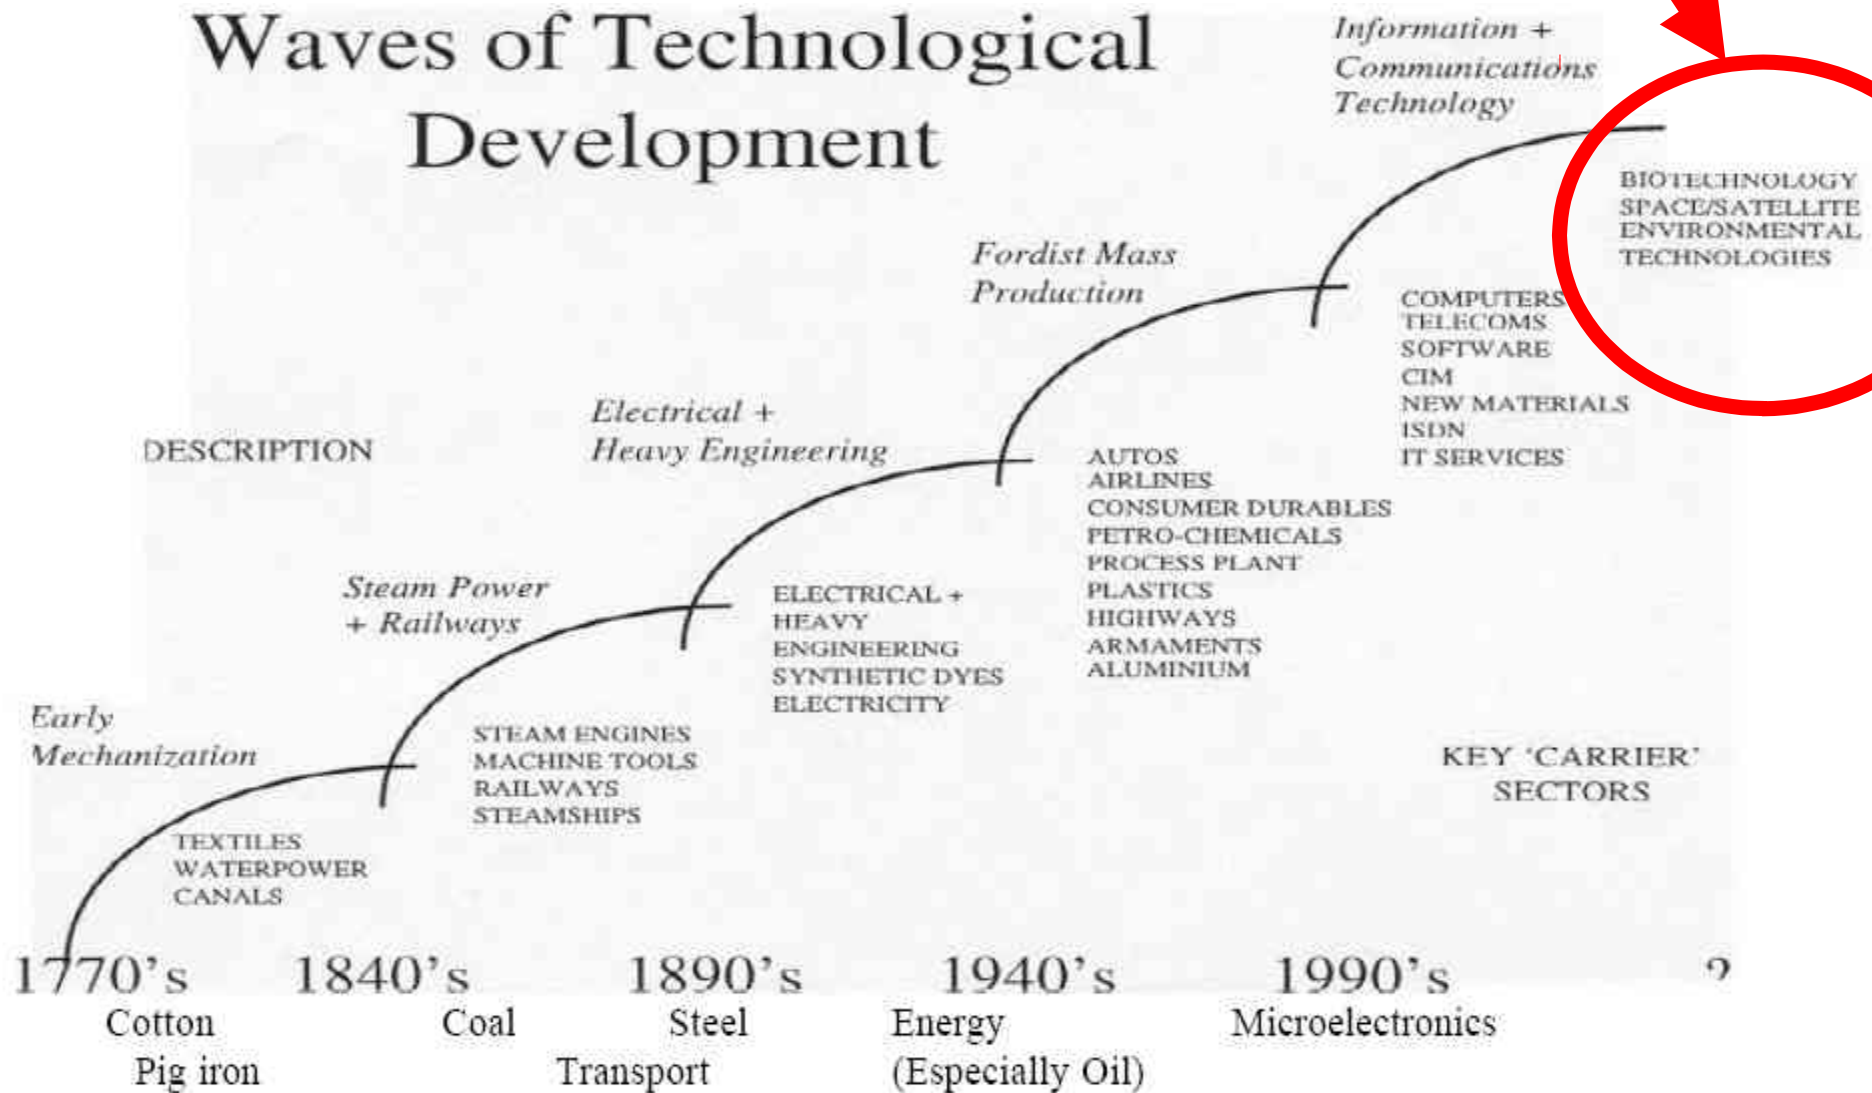 Waves of Technological
Development
Information +
Communications
Technology
BIOTECHNOLOGY
SPACE/SATELLITE
ENVIRONMENTAL
TECHNOLOGIES
Fordist Mass
Production
COMPUTERS
TELECOMS
SOFTWARE
CIM
NEW MATERIALS
ISDN
IT SERVICES
Electrical +
Heavy Engineering
DESCRIPTION
AUTOS
AIRLINES
CONSUMER DURABLES
PETRO-CHEMICALS
PROCESS PLANT
PLASTICS
HIGHWAYS
ARMAMENTS
ALUMINIUM
Steam Power
+ Railways
ELECTRICAL +
HEAVY
ENGINEERING
SYNTHETIC DYES
ELECTRICITY
Early
Mechanization
STEAM ENGINES
MACHINE TOOLS
RAILWAYS
STEAMSHIPS
KEY 'CARRIER'
SECTORS
TEXTILES
WATERPOWER
CANALS
1770's 1840's 1890's 1940's 1990's ?
Cotton Coal Steel Energy Microelectronics
Pig iron Transport (Especially Oil)